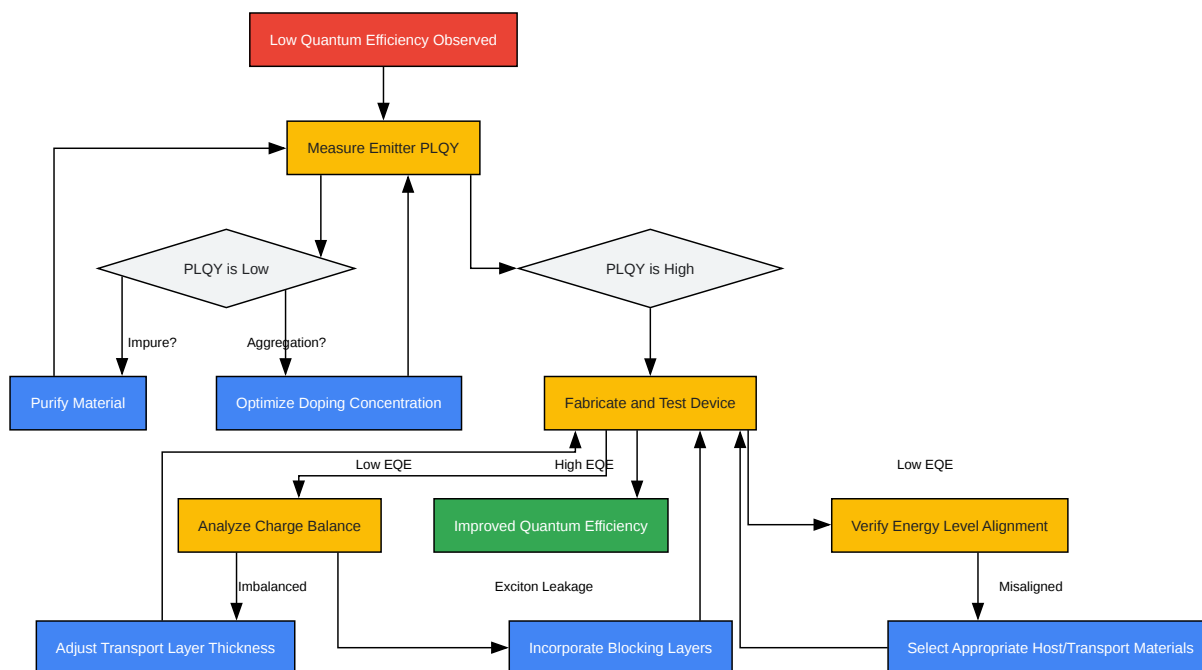 Low Quantum Efficiency Observed
Measure Emitter PLQY
PLQY is Low
PLQY is High
Impure?
Aggregation?
Purify Material
Optimize Doping Concentration
Fabricate and Test Device
Low EQE
High EQE
Low EQE
Analyze Charge Balance
Improved Quantum Efficiency
Verify Energy Level Alignment
Imbalanced
Exciton Leakage
Misaligned
Adjust Transport Layer Thickness
Incorporate Blocking Layers
Select Appropriate Host/Transport Materials